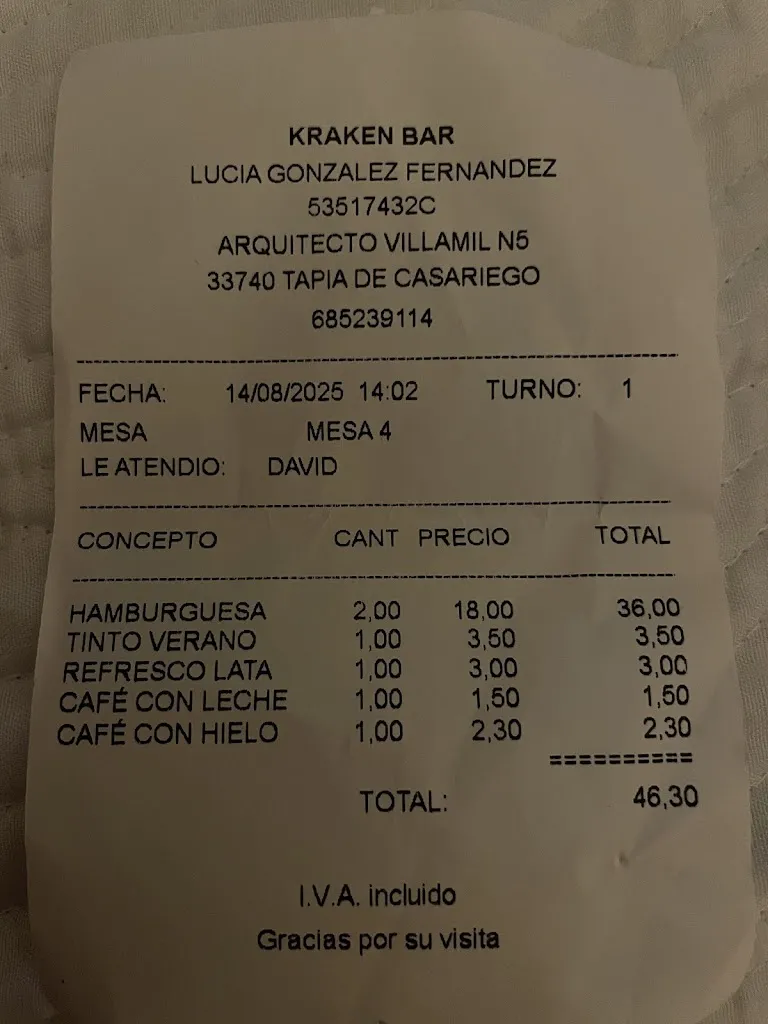 KRAKEN BAR
LUCIA GONZALEZ FERNANDEZ
53517432C
ARQUITECTO VILLAMIL N5
33740 TAPIA DE CASARIEGO
685239114
FECHA: 14/08/2025 14:02 TURNO: 1
MESA MESA 4
LE ATENDIO: DAVID
CONCEPTO CANT PRECIO TOTAL
HAMBURGUESA 2,00 18,00 36,00
TINTO VERANO 1,00 3,50 3,50
REFRESCO LATA 1,00 3,00 3,00
CAFÉ CON LECHE 1,00 1,50 1,50
CAFÉ CON HIELO 1,00 2,30 2,30
==========
TOTAL: 46,30
I.V.A. incluido
Gracias por su visita